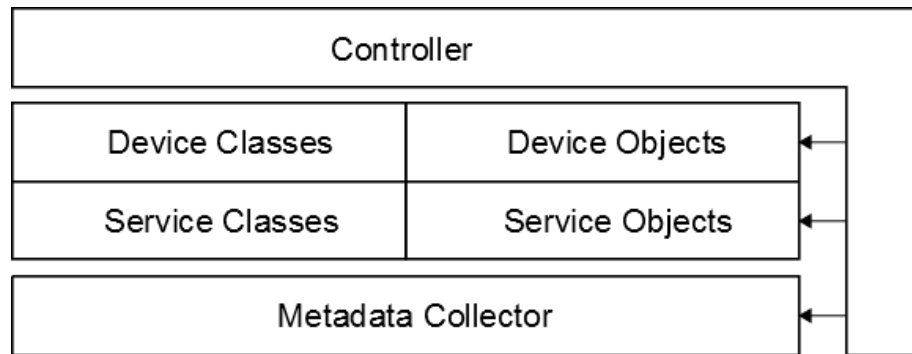 Controller
Device Classes
Device Objects
Service Classes
Service Objects
Metadata Collector